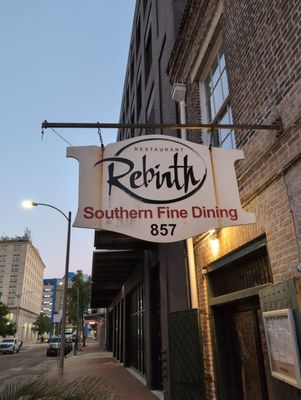 RESTAURANT
Rebirth
Southern Fine Dining
857